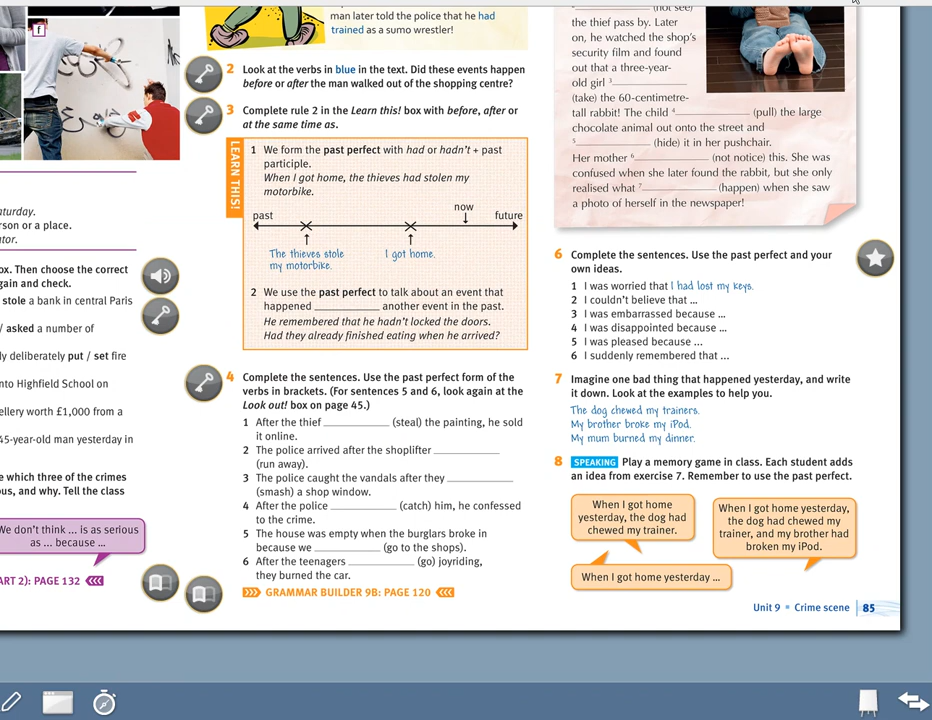 f
man later told the police that he had
trained as a sumo wrestler!
2 Look at the verbs in blue in the text. Did these events happen
before or after the man walked out of the shopping centre?
3 Complete rule 2 in the Learn this! box with before, after or
at the same time as.
LEARN THIS!
1 We form the past perfect with had or hadn't + past
participle.
When I got home, the thieves had stolen my
motorbike.
past now future
The thieves stole
my motorbike.
I got home.
2 We use the past perfect to talk about an event that
happened ________ another event in the past.
He remembered that he hadn't locked the doors.
Had they already finished eating when he arrived?
4 Complete the sentences. Use the past perfect form of the
verbs in brackets. (For sentences 5 and 6, look again at the
Look out! box on page 45.)
1 After the thief ________ (steal) the painting, he sold
it online.
2 The police arrived after the shoplifter ________
(run away).
3 The police caught the vandals after they ________
(smash) a shop window.
4 After the police ________ (catch) him, he confessed
to the crime.
5 The house was empty when the burglars broke in
because we ________ (go to the shops).
6 After the teenagers ________ (go) joyriding,
they burned the car.
GRAMMAR BUILDER 9B: PAGE 120
aturday.
rson or a place.
ator.
ox. Then choose the correct
gain and check.
stole a bank in central Paris
/ asked a number of
ly deliberately put / set fire
nto Highfield School on
ellery worth £1,000 from a
45-year-old man yesterday in
e which three of the crimes
ous, and why. Tell the class
We don't think ... is as serious
as ... because ...
ART 2): PAGE 132
________ (not see)
the thief pass by. Later
on, he watched the shop's
security film and found
out that a three-year-
old girl 3________
(take) the 60-centimetre-
tall rabbit! The child 4________ (pull) the large
chocolate animal out onto the street and
5________ (hide) it in her pushchair.
Her mother 6________ (not notice) this. She was
confused when she later found the rabbit, but she only
realised what 7________ (happen) when she saw
a photo of herself in the newspaper!
6 Complete the sentences. Use the past perfect and your
own ideas.
1 I was worried that I had lost my keys.
2 I couldn't believe that ...
3 I was embarrassed because ...
4 I was disappointed because ...
5 I was pleased because ...
6 I suddenly remembered that ...
7 Imagine one bad thing that happened yesterday, and write
it down. Look at the examples to help you.
The dog chewed my trainers.
My brother broke my iPod.
My mum burned my dinner.
8 SPEAKING Play a memory game in class. Each student adds
an idea from exercise 7. Remember to use the past perfect.
When I got home
yesterday, the dog had
chewed my trainer.
When I got home yesterday,
the dog had chewed my
trainer, and my brother had
broken my iPod.
When I got home yesterday ...
Unit 9 ▪ Crime scene 85